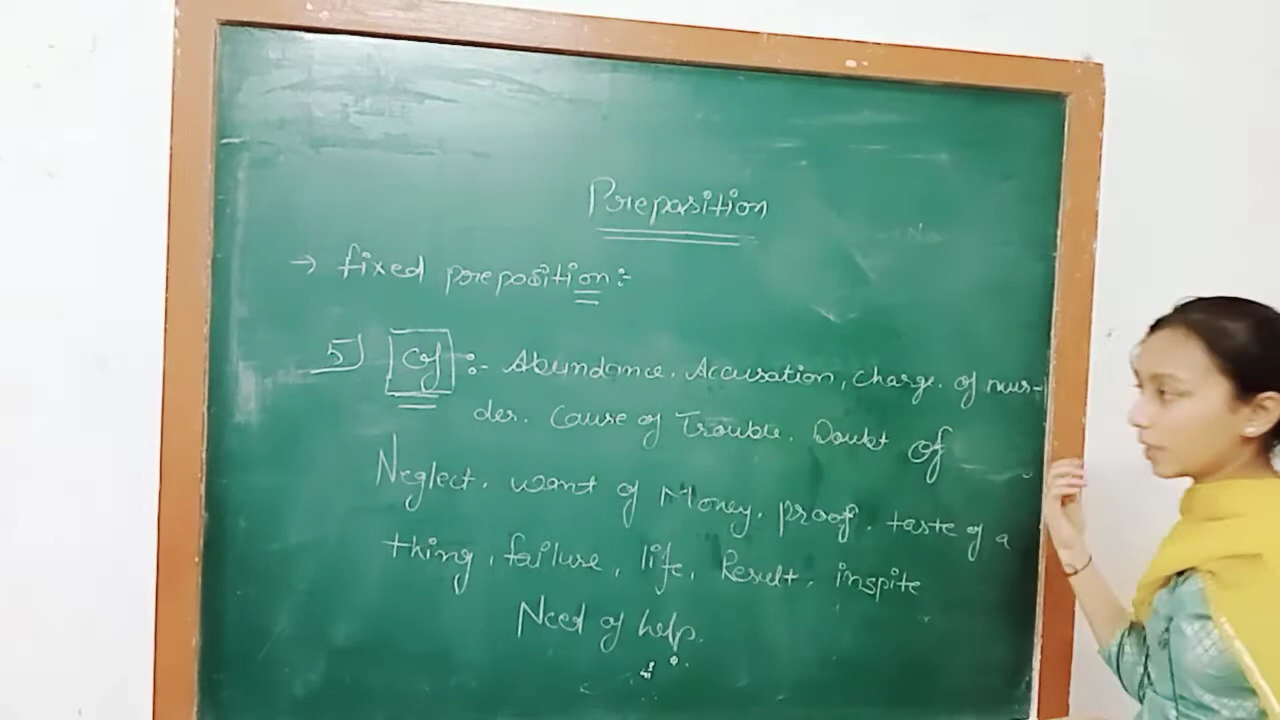 Preposition
→ fixed preposition:-
5) of :- Abundance, Accusation, charge of mur-
der. Cause of Trouble. Doubt of
Neglect. want of Money. proof. taste of a
thing, failure, life, Result, inspite
Need of help.